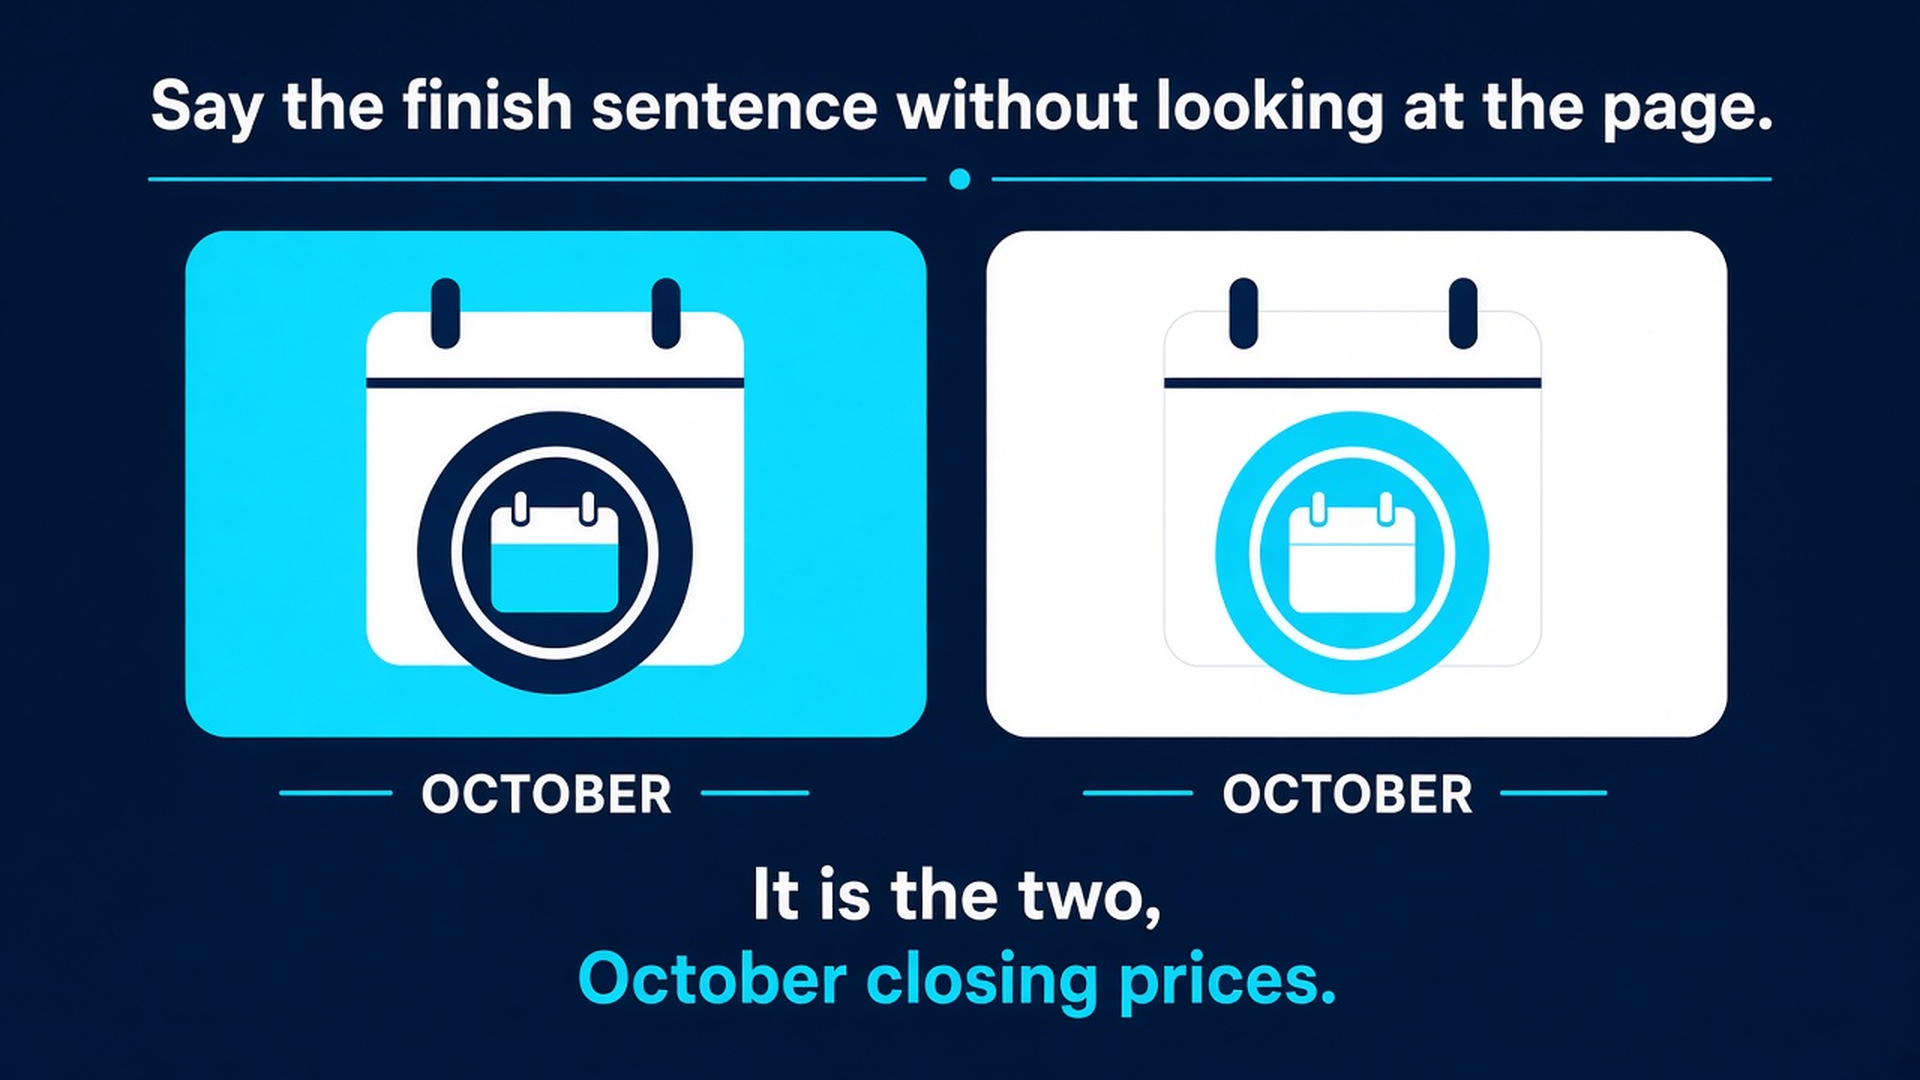 Say the finish sentence without looking at the page.
OCTOBER
OCTOBER
It is the two,
October closing prices.